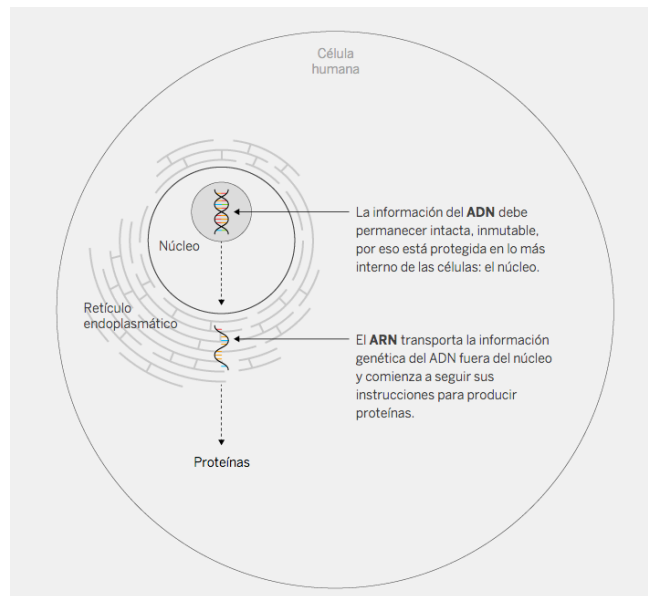 Célula
humana
La información del ADN debe
permanecer intacta, inmutable,
por eso está protegida en lo más
interno de las células: el núcleo.
Núcleo
Retículo
endoplasmático
El ARN transporta la información
genética del ADN fuera del núcleo
y comienza a seguir sus
instrucciones para producir
proteínas.
Proteínas